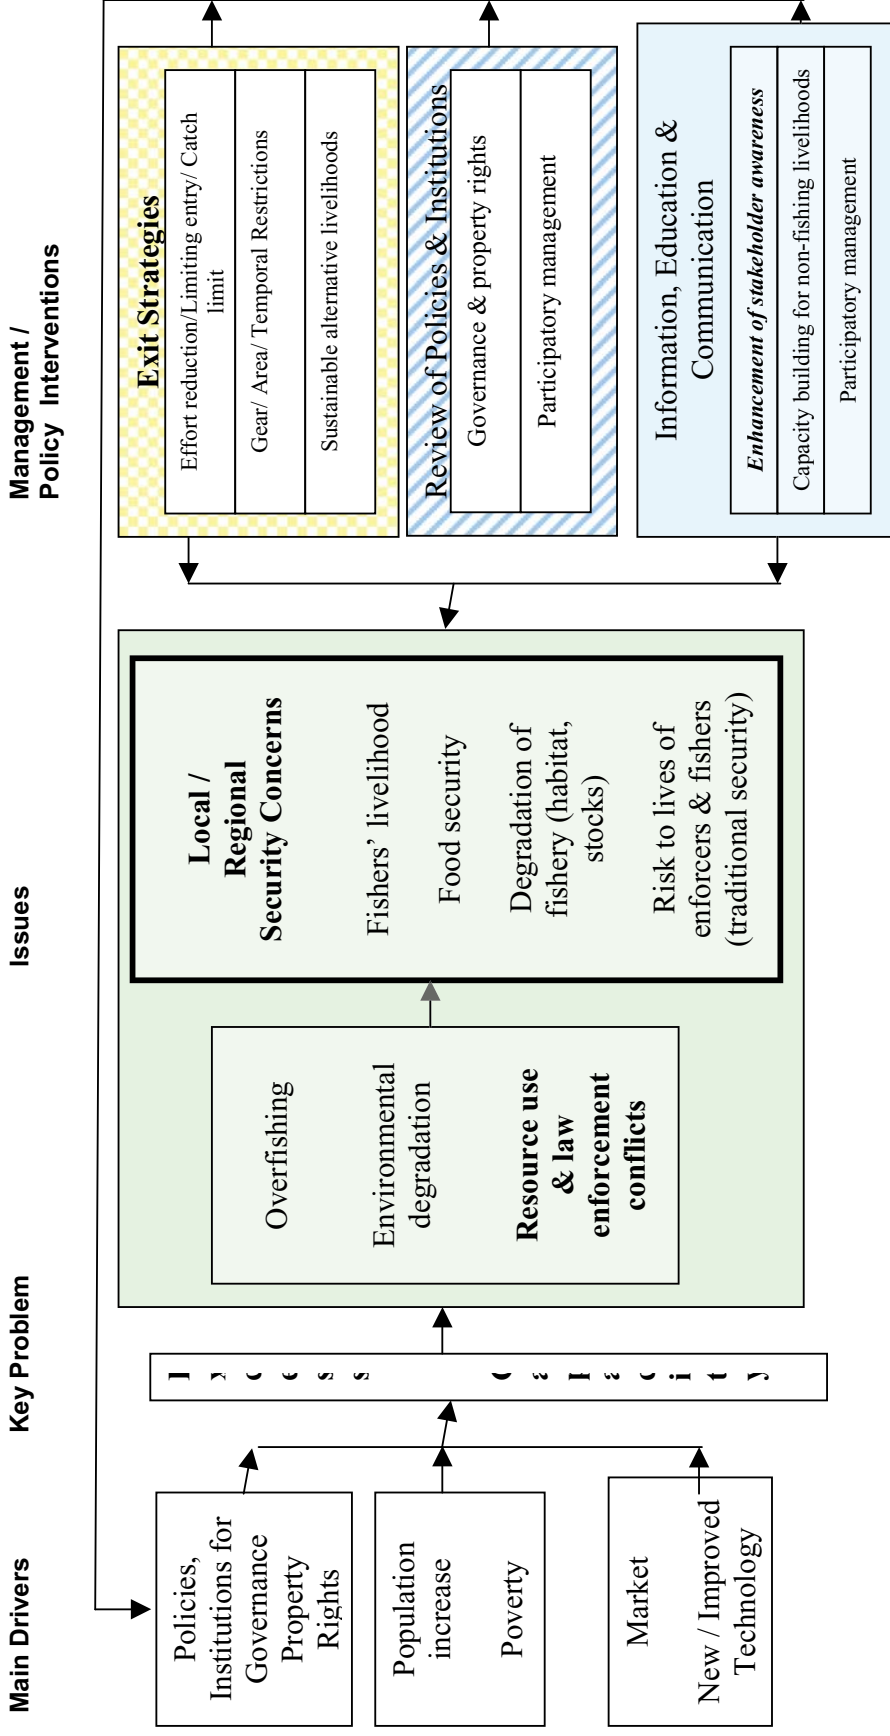 Main Drivers
Key Problem
Issues
Management /
Policy Interventions
Policies,
Institutions for
Governance
Property
Rights
Population
increase
Poverty
Market
New / Improved
Technology
Overfishing
Environmental
degradation
Resource use
& law
enforcement
conflicts
Local /
Regional
Security Concerns
Fishers’ livelihood
Food security
Degradation of
fishery (habitat,
stocks)
Risk to lives of
enforcers & fishers
(traditional security)
Exit Strategies
Effort reduction/Limiting entry/ Catch
limit
Gear/ Area/ Temporal Restrictions
Sustainable alternative livelihoods
Review of Policies & Institutions
Governance & property rights
Participatory management
Information, Education &
Communication
Enhancement of stakeholder awareness
Capacity building for non-fishing livelihoods
Participatory management